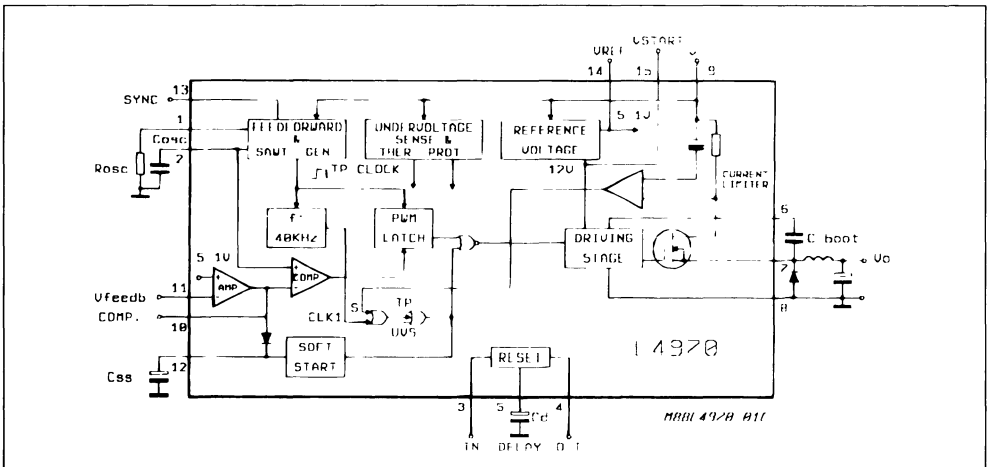 VREF
VSTART
14
15
9
13
SYNC
5 1V
1
Cosc
2
Rosc
FEEDFORWARD
&
SAWT GEN
UNDERVOLTAGE
SENSE &
THER PROT
REFERENCE
VOLTAGE
12V
CURRENT
LIMITER
CLOCK
40KHz
PWM
LATCH
DRIVING
STAGE
6
C boot
7
Vo
8
5 1V
AMP
COMP
11
Vfeedb
COMP.
10
CLK1
S
TP
UVS
SOFT
START
12
Css
RESET
L4970
3
5
Cd
4
IN
DELAY